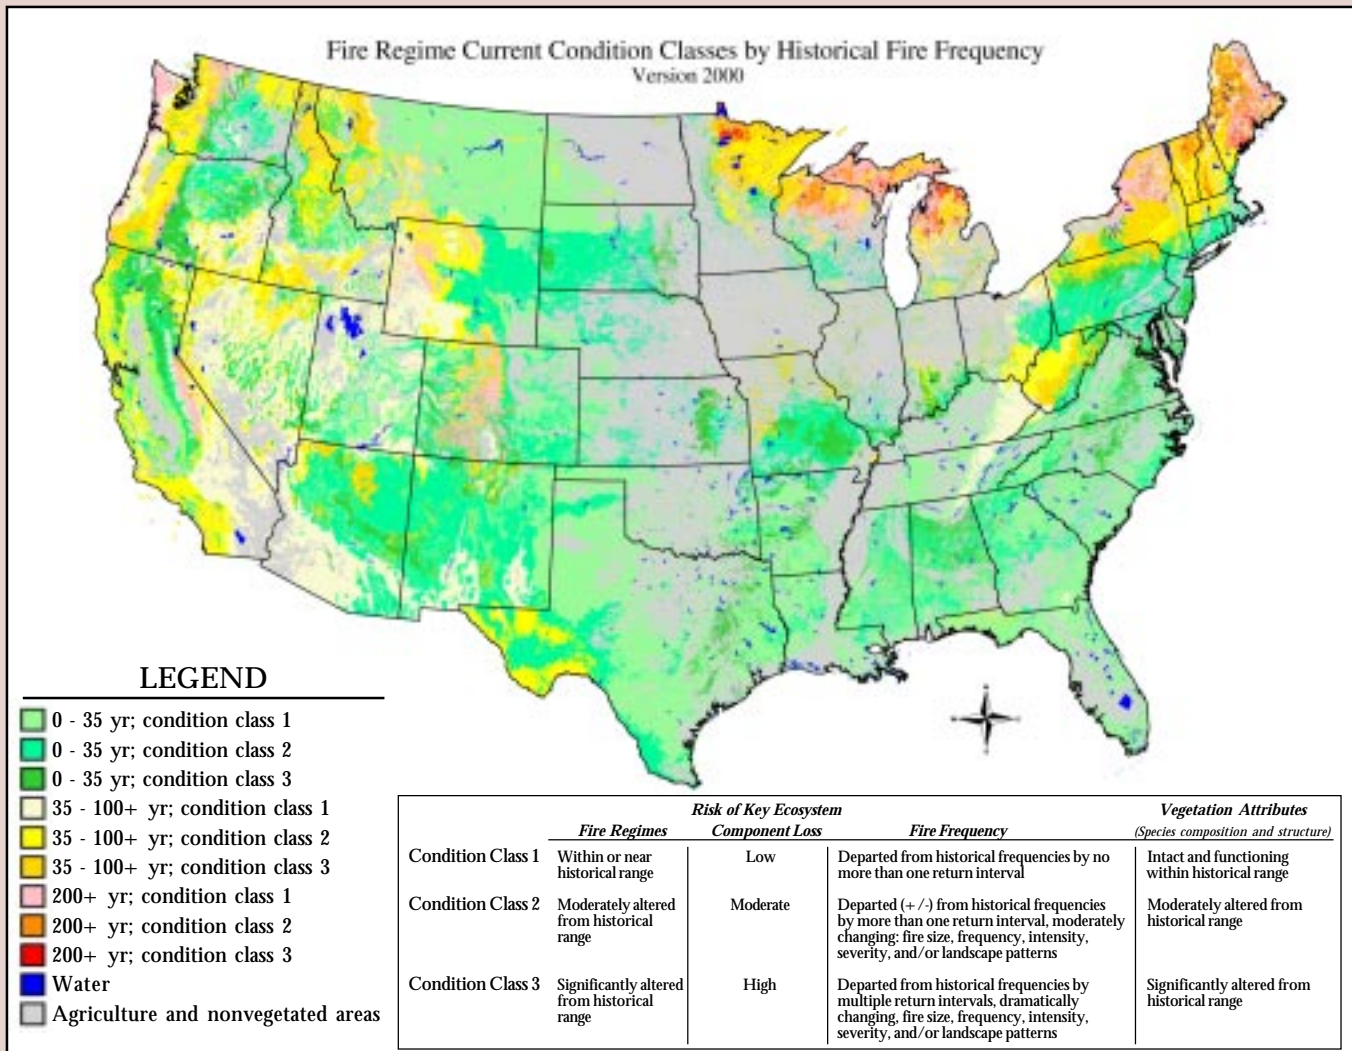 Fire Regime Current Condition Classes by Historical Fire Frequency
Version 2000
LEGEND
0 - 35 yr; condition class 1
0 - 35 yr; condition class 2
0 - 35 yr; condition class 3
35 - 100+ yr; condition class 1
35 - 100+ yr; condition class 2
35 - 100+ yr; condition class 3
200+ yr; condition class 1
200+ yr; condition class 2
200+ yr; condition class 3
Water
Agriculture and nonvegetated areas
Fire Regimes
Risk of Key Ecosystem
Component Loss
Fire Frequency
Vegetation Attributes
(Species composition and structure)
Condition Class 1
Within or near
historical range
Low
Departed from historical frequencies by no
more than one return interval
Intact and functioning
within historical range
Condition Class 2
Moderately altered
from historical
range
Moderate
Departed (+/-) from historical frequencies
by more than one return interval, moderately
changing: fire size, frequency, intensity,
severity, and/or landscape patterns
Moderately altered from
historical range
Condition Class 3
Significantly altered
from historical
range
High
Departed from historical frequencies by
multiple return intervals, dramatically
changing, fire size, frequency, intensity,
severity, and/or landscape patterns
Significantly altered from
historical range